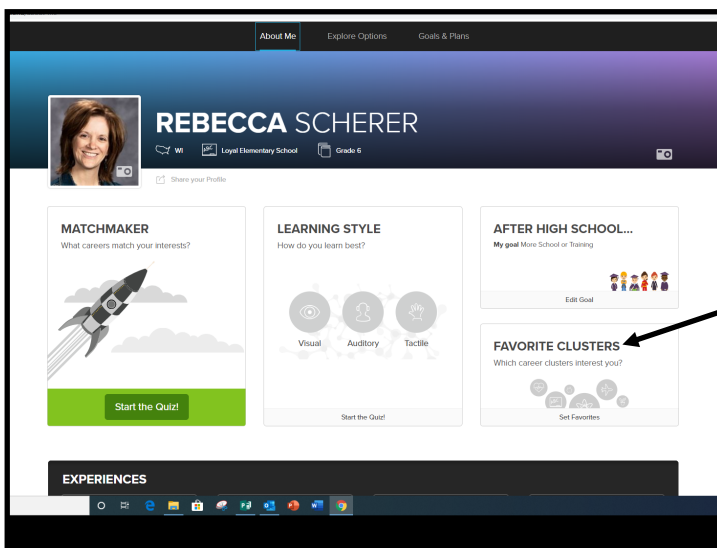 About Me Explore Options Goals & Plans
REBECCA SCHERER
WI Loyal Elementary School Grade 6
Share your Profile
MATCHMAKER
What careers match your interests?
Start the Quiz!
LEARNING STYLE
How do you learn best?
Visual Auditory Tactile
Start the Quiz!
AFTER HIGH SCHOOL...
My goal More School or Training
Edit Goal
FAVORITE CLUSTERS
Which career clusters interest you?
Set Favorites
EXPERIENCES